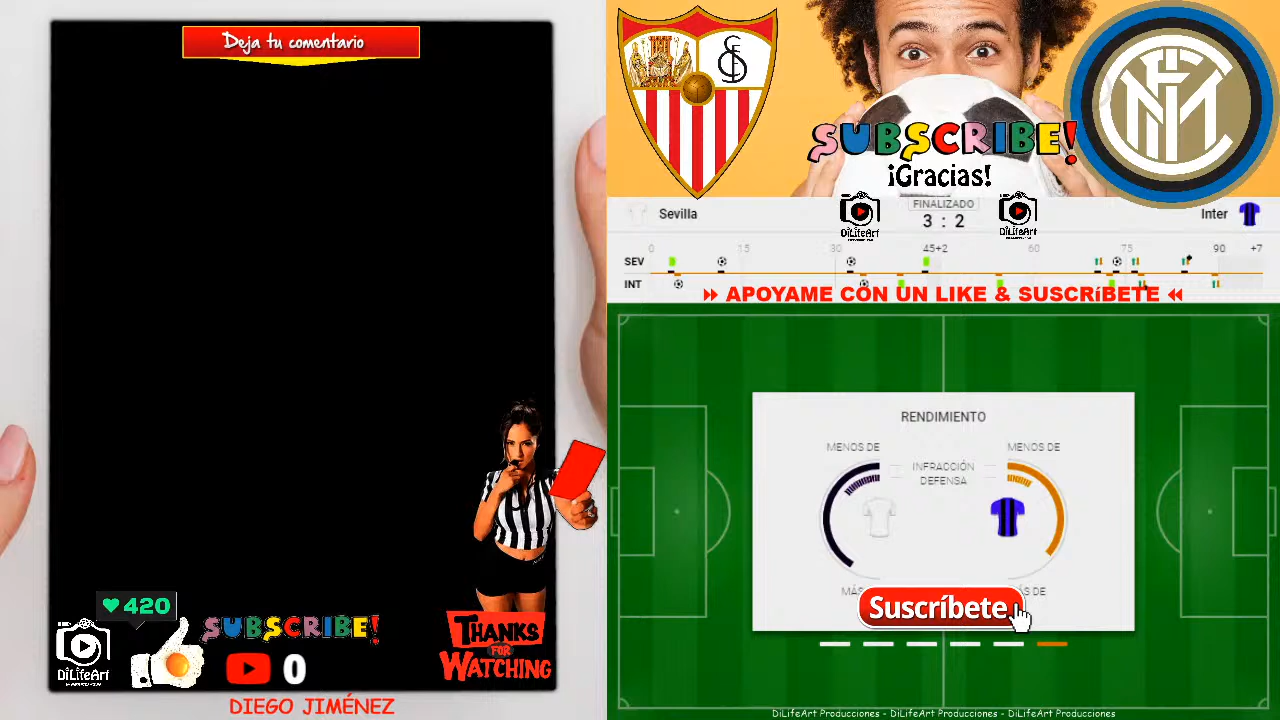 Deja tu comentario
420
DiLifeArt
SUBSCRIBE!
0
THANKS
FOR
WATCHING
DIEGO JIMÉNEZ
SUBSCRIBE!
¡Gracias!
Sevilla
DiLifeArt
FINALIZADO
3 : 2
DiLifeArt
Inter
0 15 30 45+2 60 75 90 +7
SEV
INT
APOYAME CON UN LIKE & SUSCRíBETE
RENDIMIENTO
MENOS DE
MENOS DE
INFRACCIÓN
DEFENSA
Suscríbete
DiLifeArt Producciones - DiLifeArt Producciones - DiLifeArt Producciones